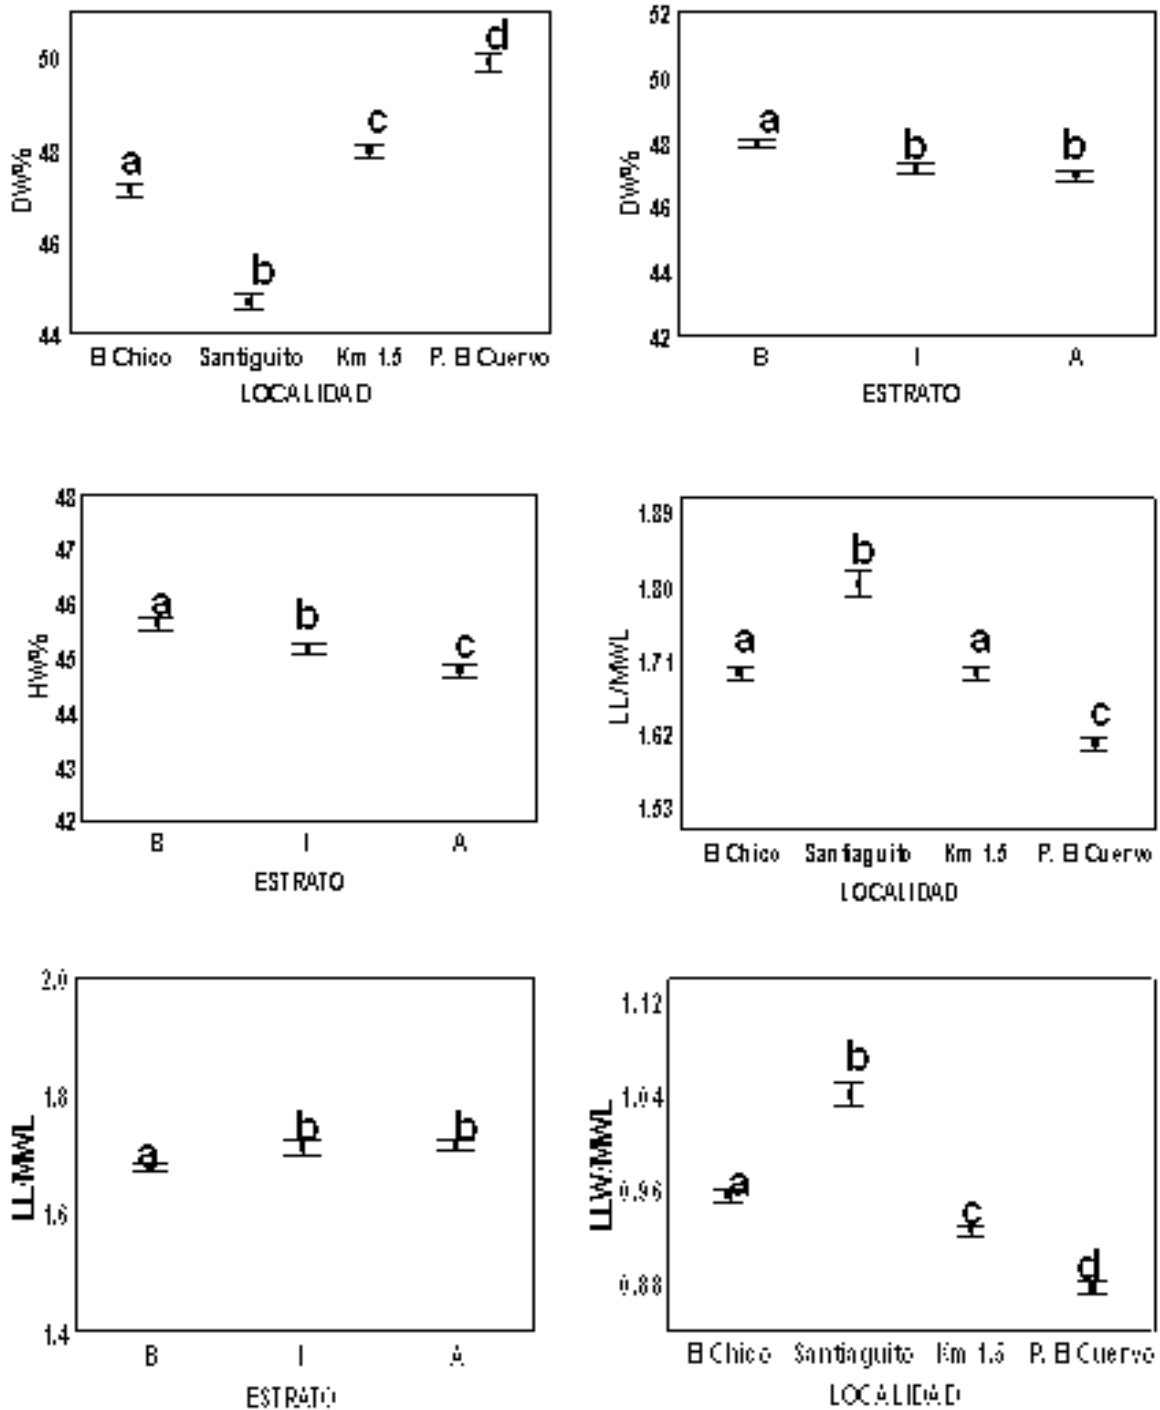 50
48
46
44
DW%
a
b
c
d
El Chico Santiguito Km 1.5 P. El Cuervo
LOCALIDAD
52
50
48
46
44
42
DW%
a
b
b
B I A
ESTRATO
48
47
46
45
44
43
42
HW%
a
b
c
B I A
ESTRATO
1.89
1.80
1.71
1.62
1.53
LL/MWL
a
b
a
c
El Chico Santiaguito Km 1.5 P. El Cuervo
LOCALIDAD
2.0
1.8
1.6
1.4
LL/MWL
a
b
b
B I A
ESTRATO
1.12
1.04
0.96
0.88
LLW/MWL
a
b
c
d
El Chico Santiaguito Km 1.5 P. El Cuervo
LOCALIDAD